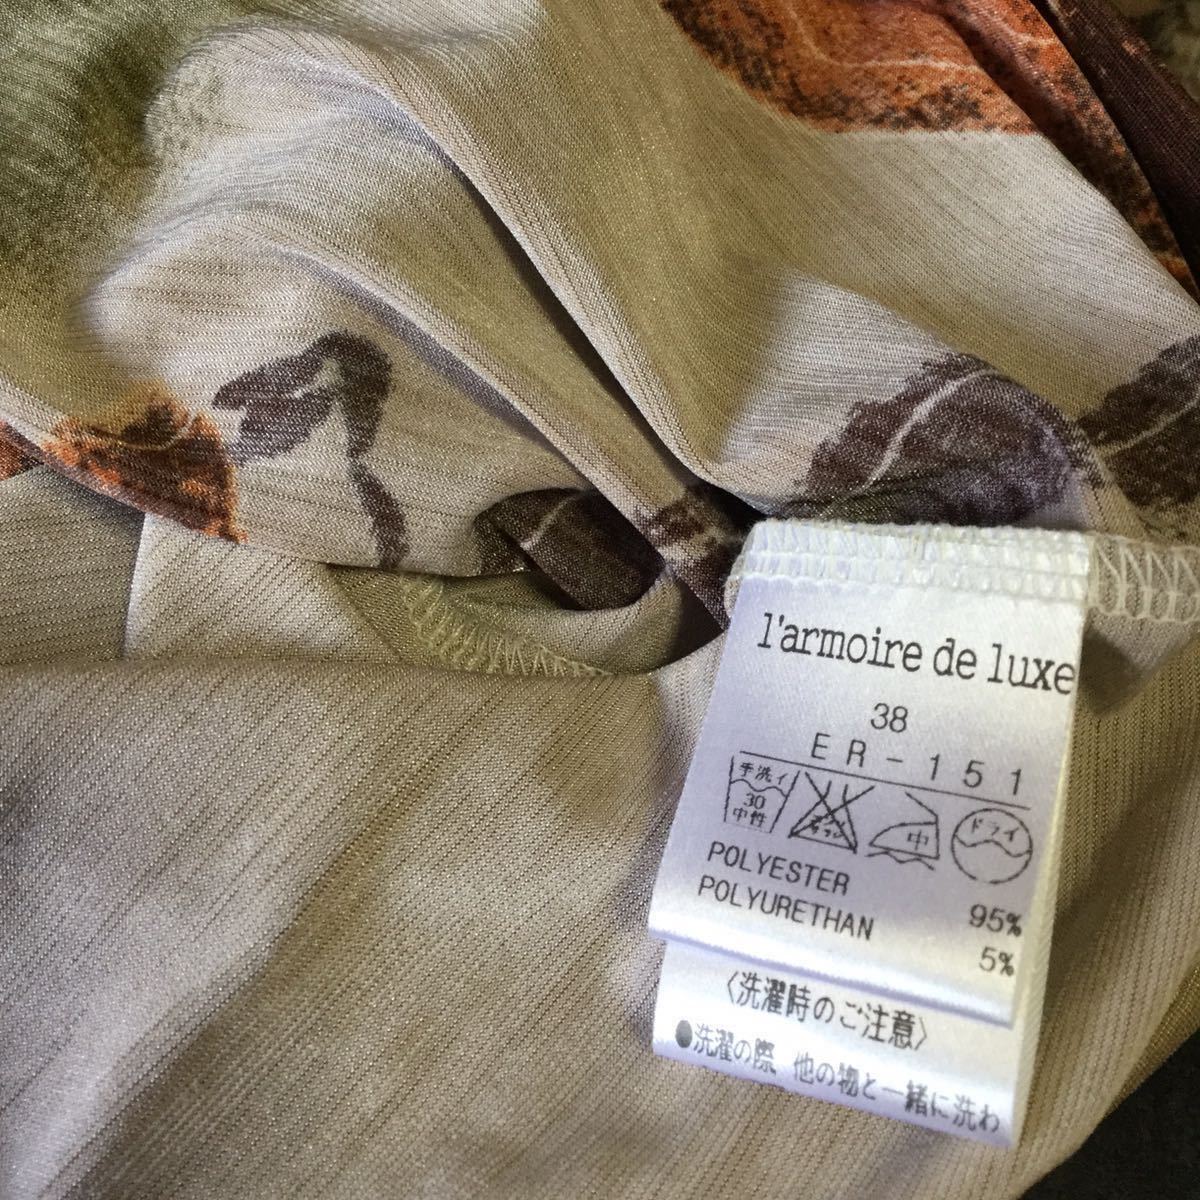 l'armoire de luxe
38
ER-151
手洗イ 30 中性 中 ドライ
POLYESTER 95%
POLYURETHAN 5%
〈洗濯時のご注意〉
●洗濯の際、他の物と一緒に洗わ